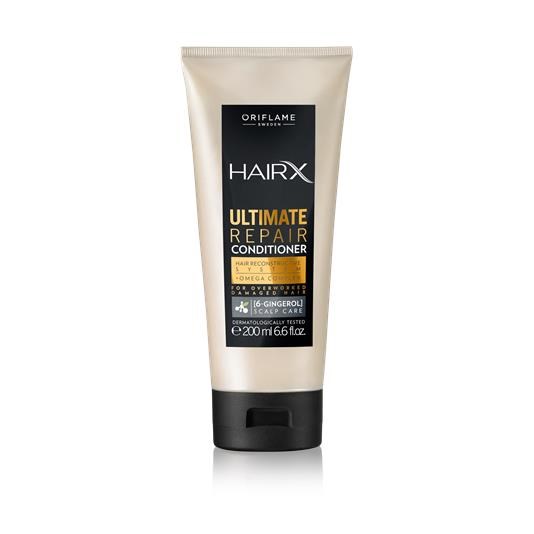 ORIFLAME
SWEDEN
HAIRX
ULTIMATE
REPAIR
CONDITIONER
HAIR RECONSTRUCTIVE
SYSTEM
+OMEGA COMPLEX
FOR OVERWORKED
DAMAGED HAIR
[6-GINGEROL]
SCALP CARE
DERMATOLOGICALLY TESTED
℮ 200 ml 6.6 fl.oz.